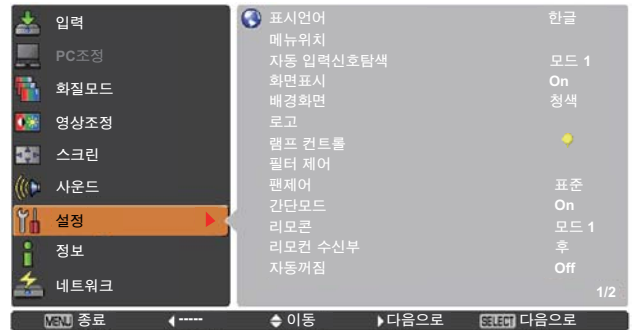 입력
PC조정
화질모드
영상조정
스크린
사운드
설정
정보
네트워크
표시언어 한글
메뉴위치
자동 입력신호탐색 모드 1
화면표시 On
배경화면 청색
로고
램프 컨트롤
필터 제어
팬제어 표준
간단모드 On
리모콘 모드 1
리모컨 수신부 후
자동꺼짐 Off
1/2
MENU 종료 ----- 이동 다음으로 SELECT 다음으로